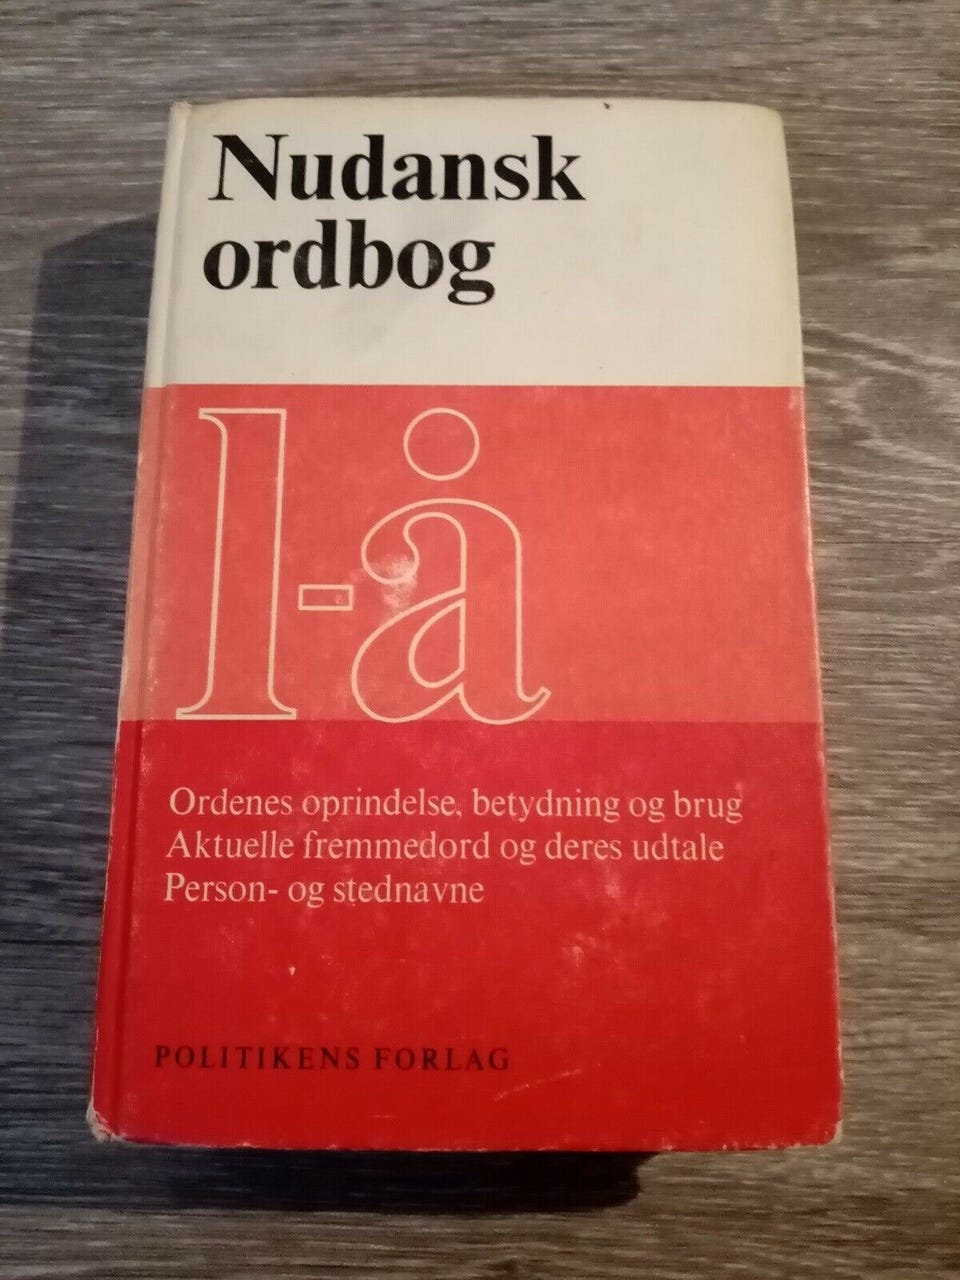 Nudansk
ordbog
l-å
Ordenes oprindelse, betydning og brug
Aktuelle fremmedord og deres udtale
Person- og stednavne
POLITIKENS FORLAG